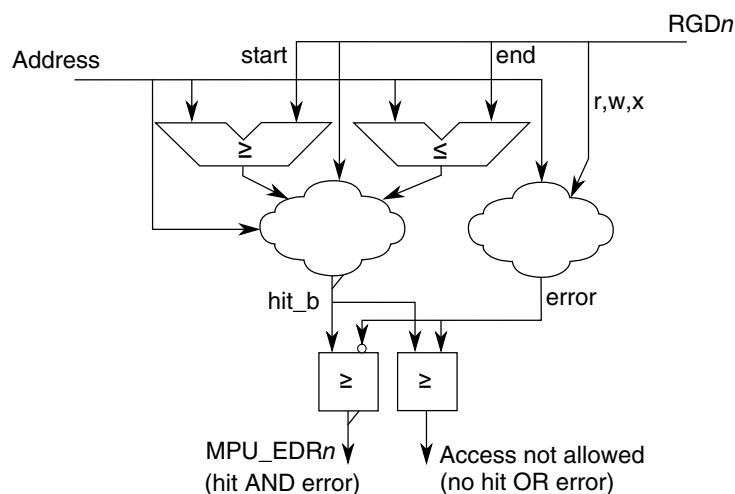 RGDn
Address
start
end
r,w,x
≥
≤
hit_b
error
≥
≥
MPU_EDRn
(hit AND error)
Access not allowed
(no hit OR error)